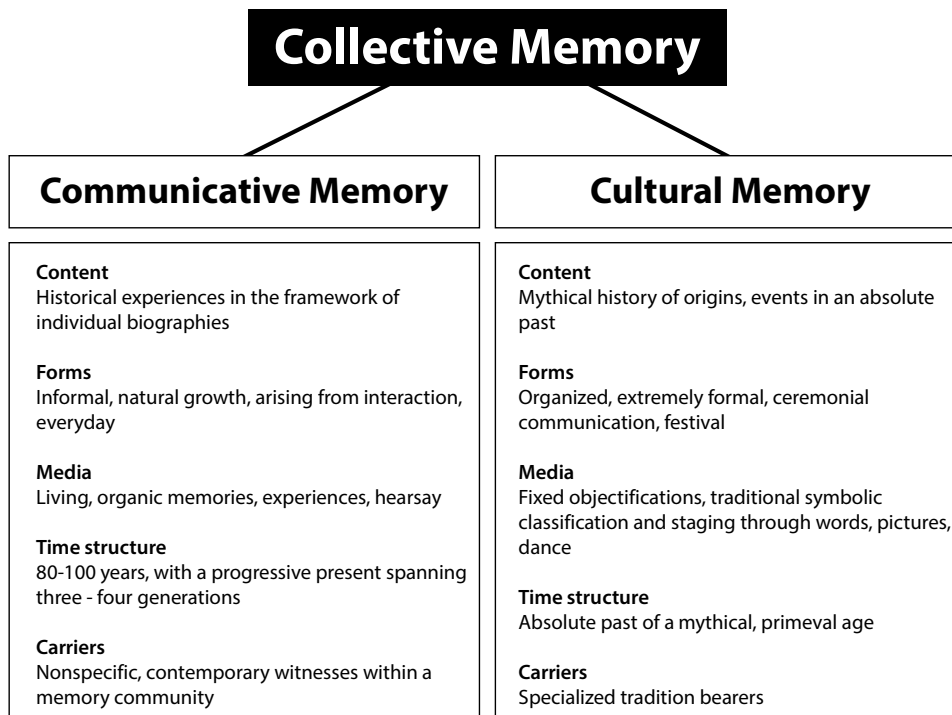 Collective Memory
Communicative Memory
Content
Historical experiences in the framework of
individual biographies
Forms
Informal, natural growth, arising from interaction,
everyday
Media
Living, organic memories, experiences, hearsay
Time structure
80-100 years, with a progressive present spanning
three - four generations
Carriers
Nonspecific, contemporary witnesses within a
memory community
Cultural Memory
Content
Mythical history of origins, events in an absolute
past
Forms
Organized, extremely formal, ceremonial
communication, festival
Media
Fixed objectifications, traditional symbolic
classification and staging through words, pictures,
dance
Time structure
Absolute past of a mythical, primeval age
Carriers
Specialized tradition bearers